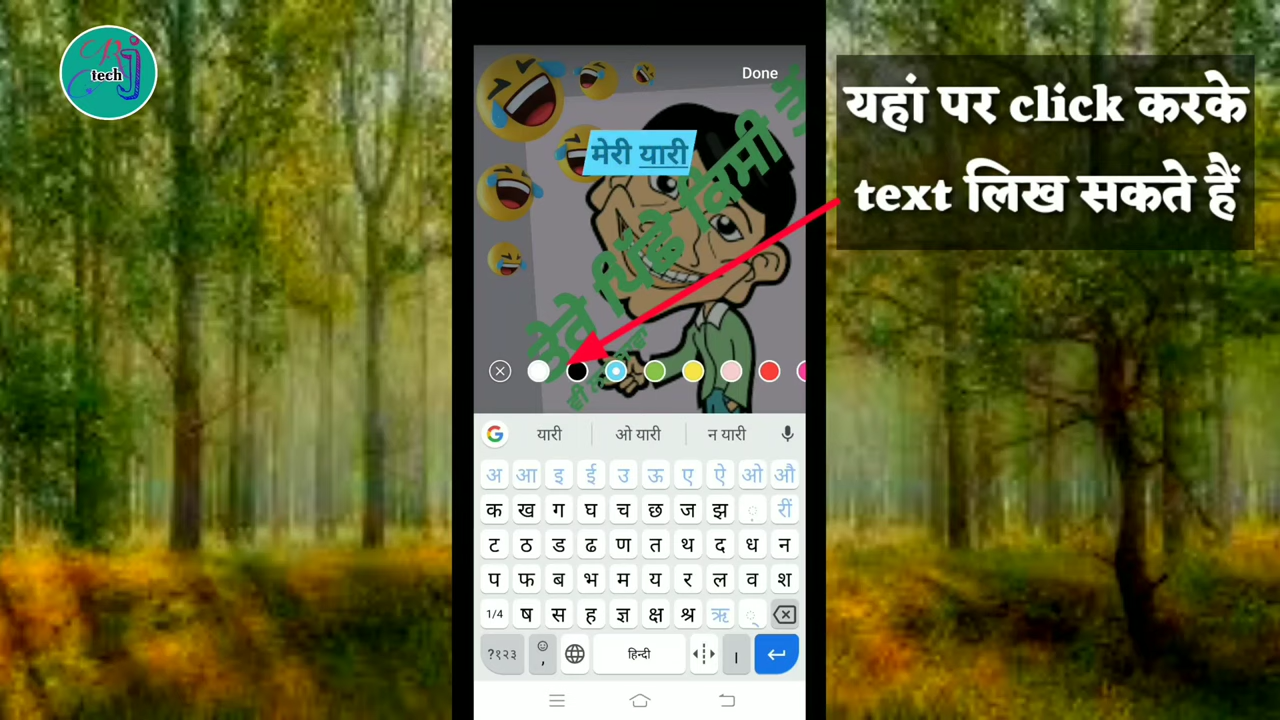 tech
Done
यहां पर click करके
text लिख सकते हैं
मेरी यारी
यारी
ओ यारी
न यारी
अ आ इ ई उ ऊ ए ऐ ओ औ
क ख ग घ च छ ज झ ़ रीं
ट ठ ड ढ ण त थ द ध न
प फ ब भ म य र ल व श
1/4 ष स ह ज्ञ क्ष श्र ऋ ્
?१२३ , हिन्दी ।